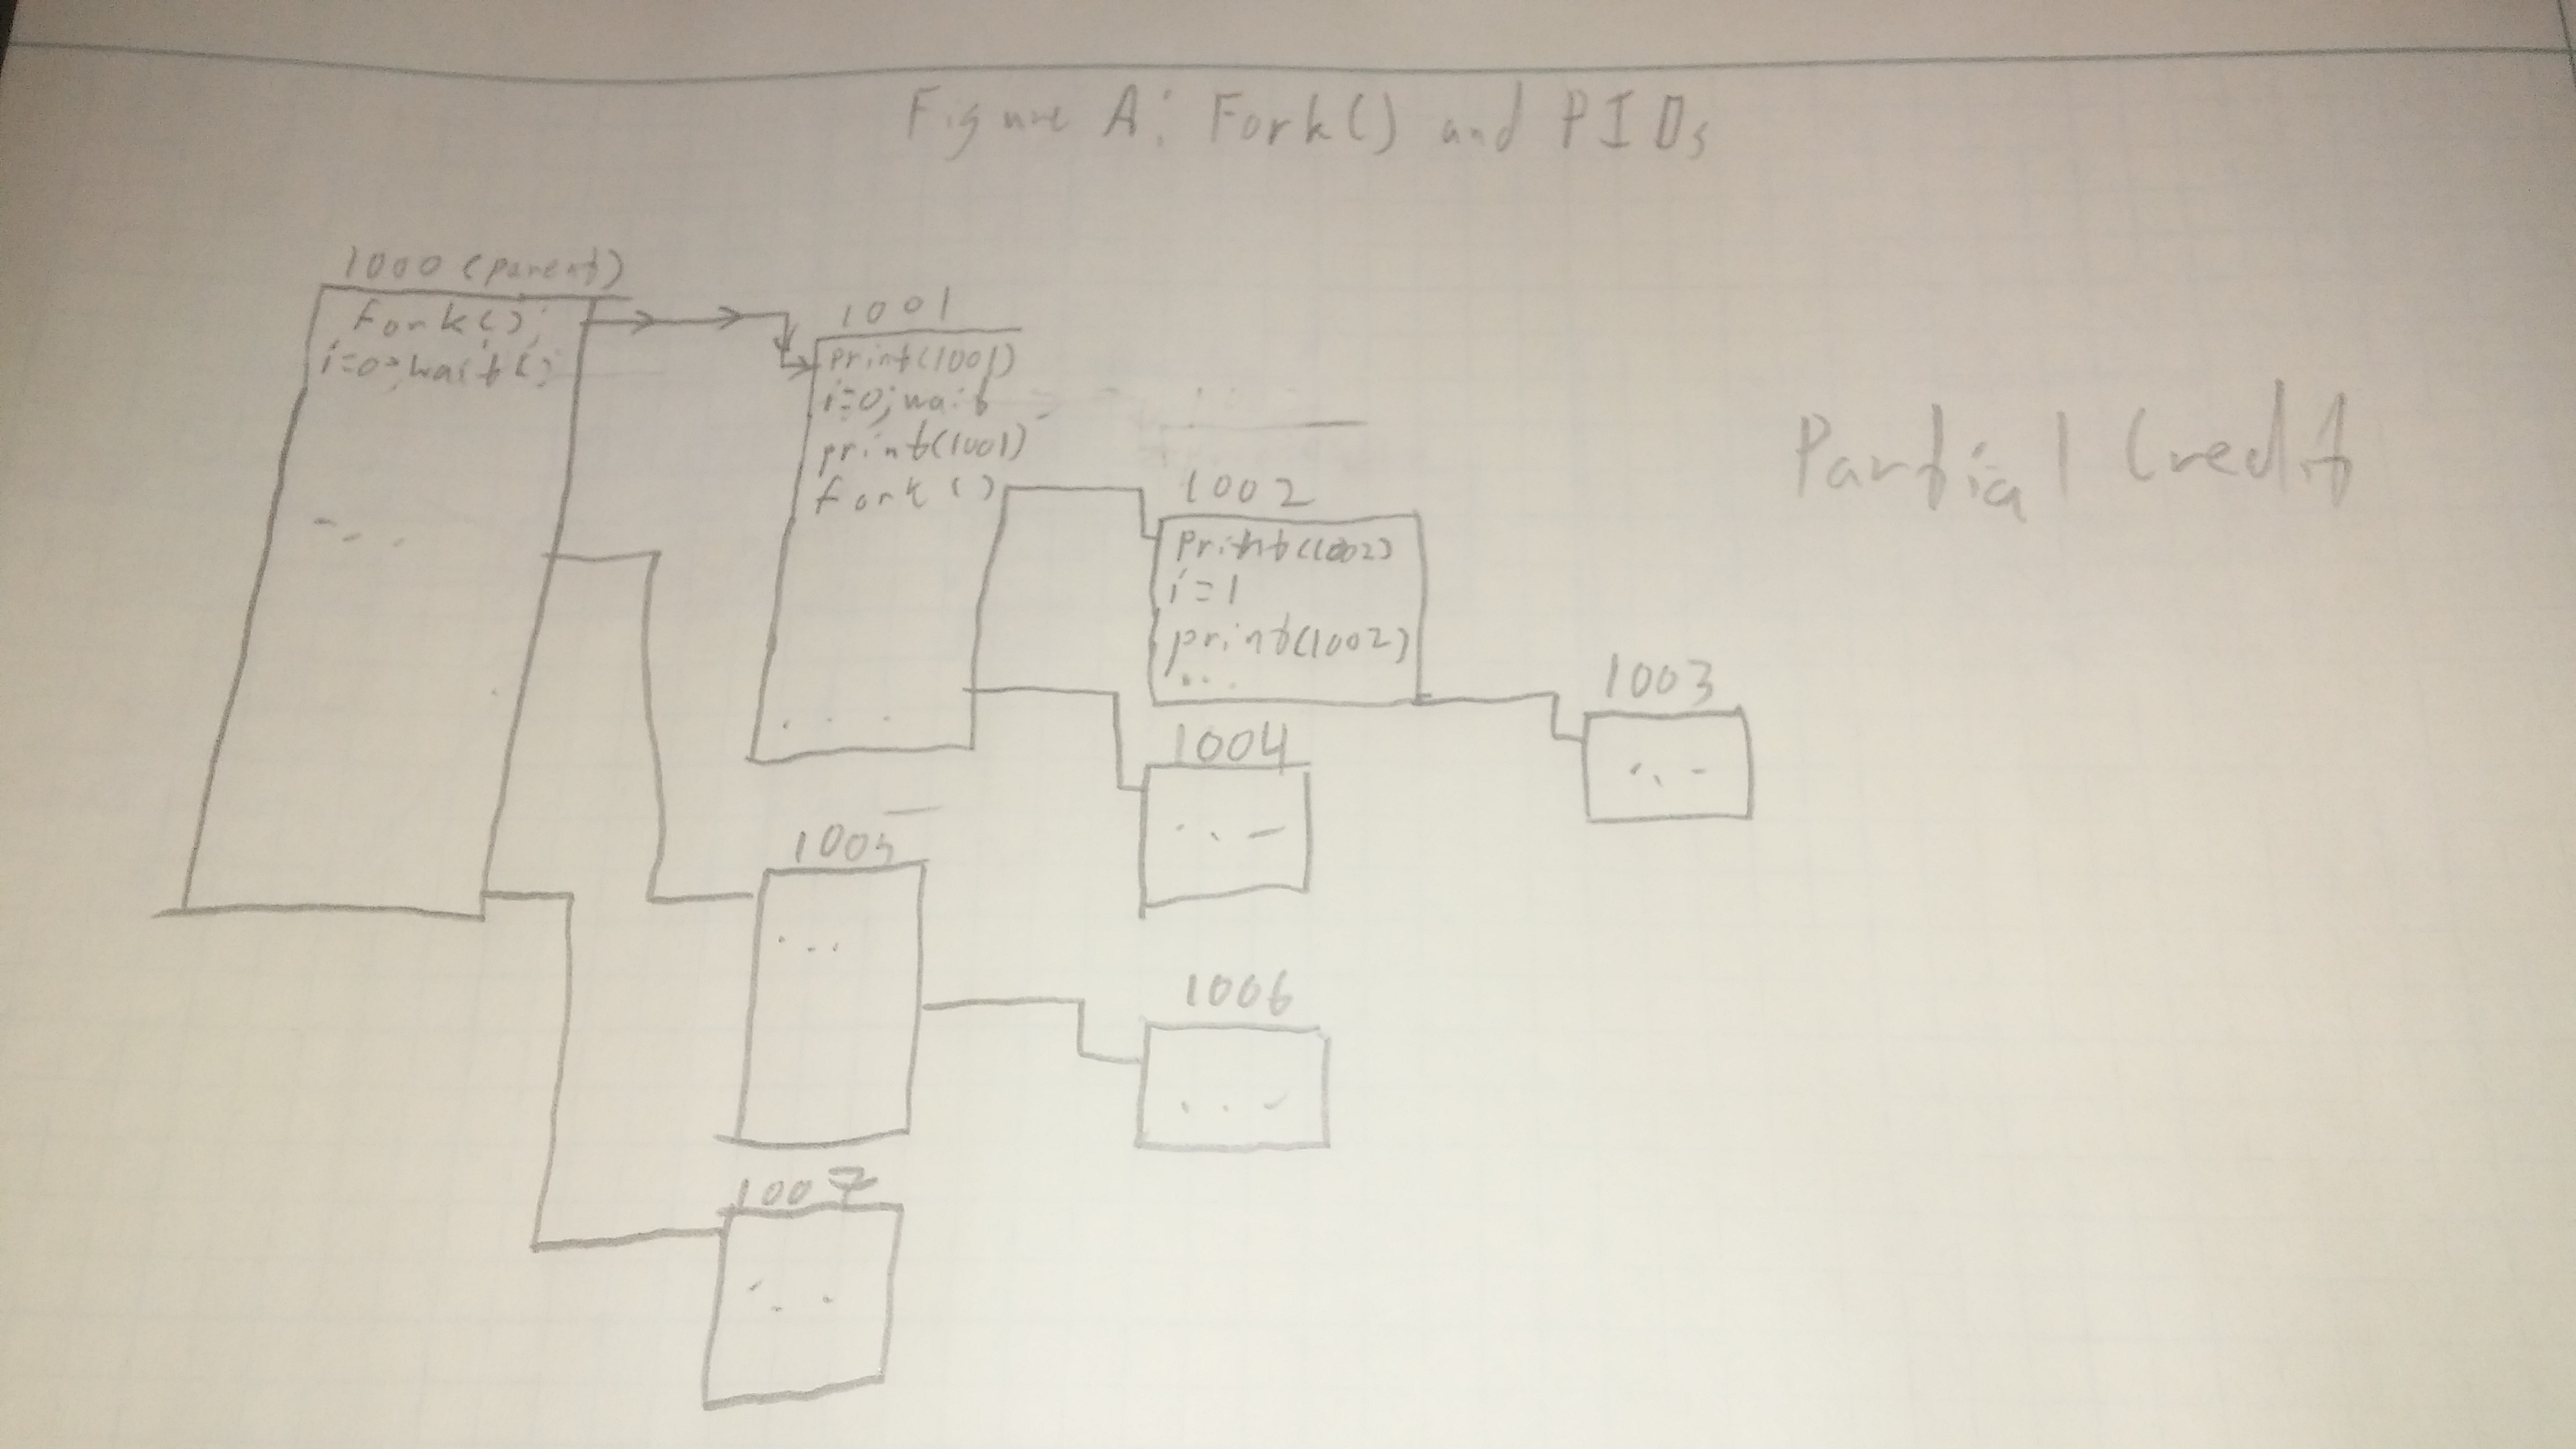 Figure A: Fork() and PIDs
1000 (parent)
fork();
i=0;wait()
...
1001
print(1001)
i=0;wait
print(1001)
fork()
....
Partial Credit
1002
print(1002)
i=1
print(1002)
...
1003
...
1004
...
1005
...
1006
...
1007
...